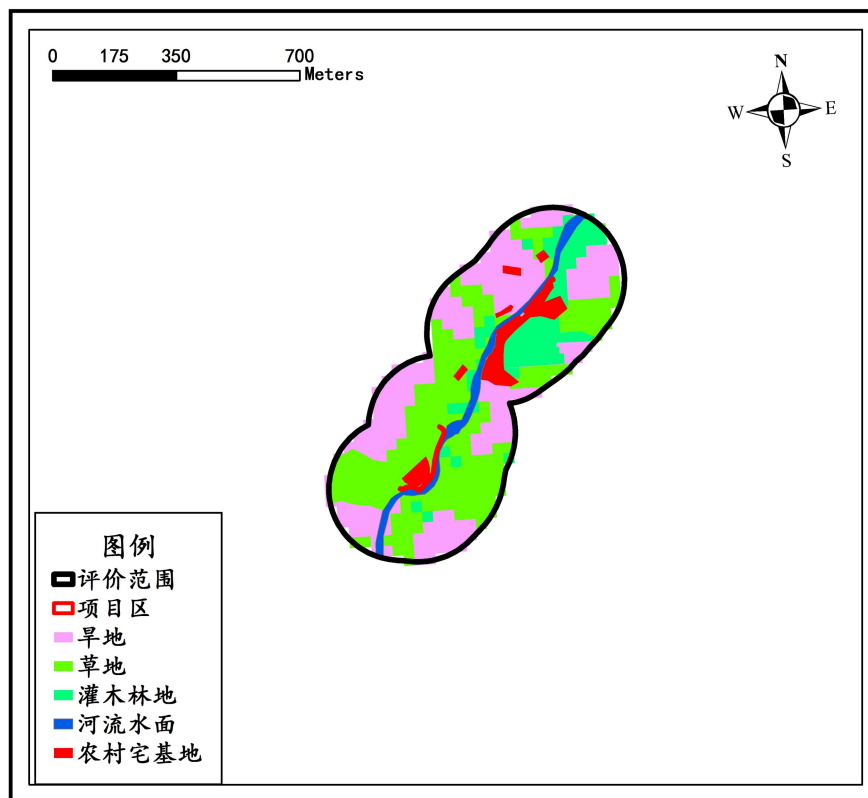 0 175 350 700
Meters
N
W E
S
图例
评价范围
项目区
旱地
草地
灌木林地
河流水面
农村宅基地